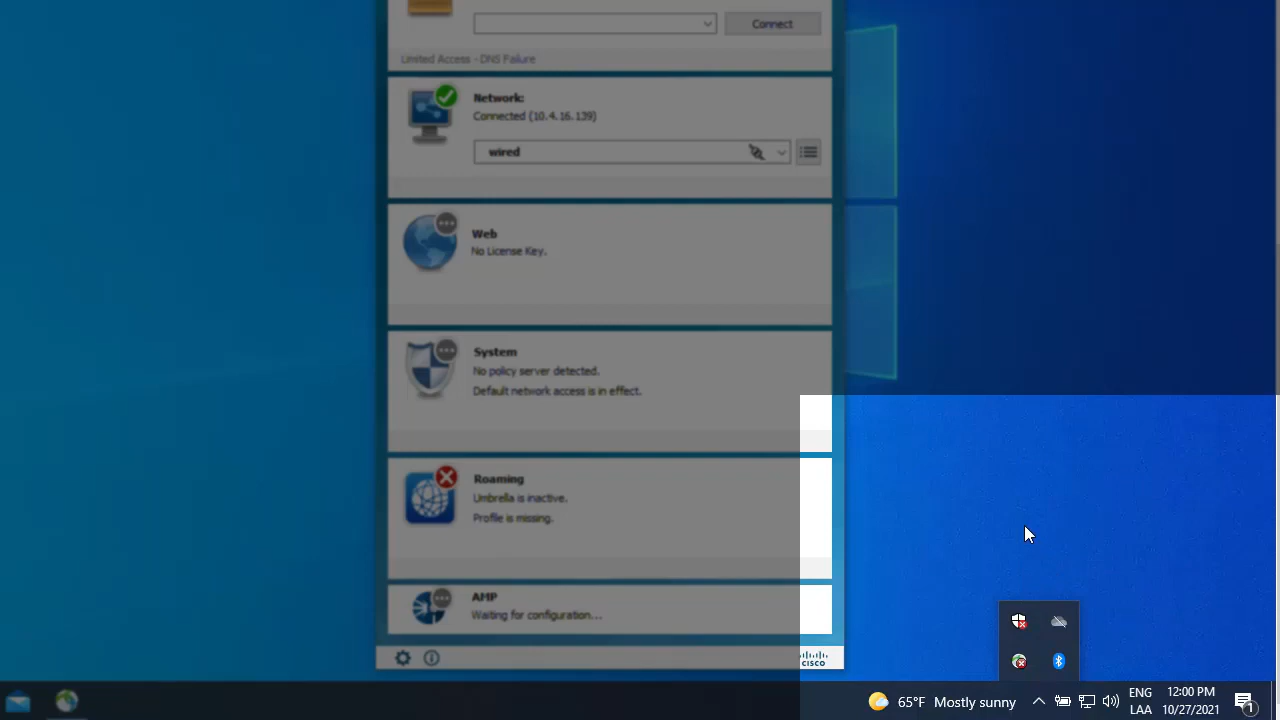 Connect
Limited Access - DNS Failure
Network:
Connected (10.4.16.139)
wired
Web
No License Key.
System
No policy server detected.
Default network access is in effect.
Roaming
Umbrella is inactive.
Profile is missing.
AMP
Waiting for configuration...
CISCO
65°F Mostly sunny
ENG
LAA
12:00 PM
10/27/2021
1